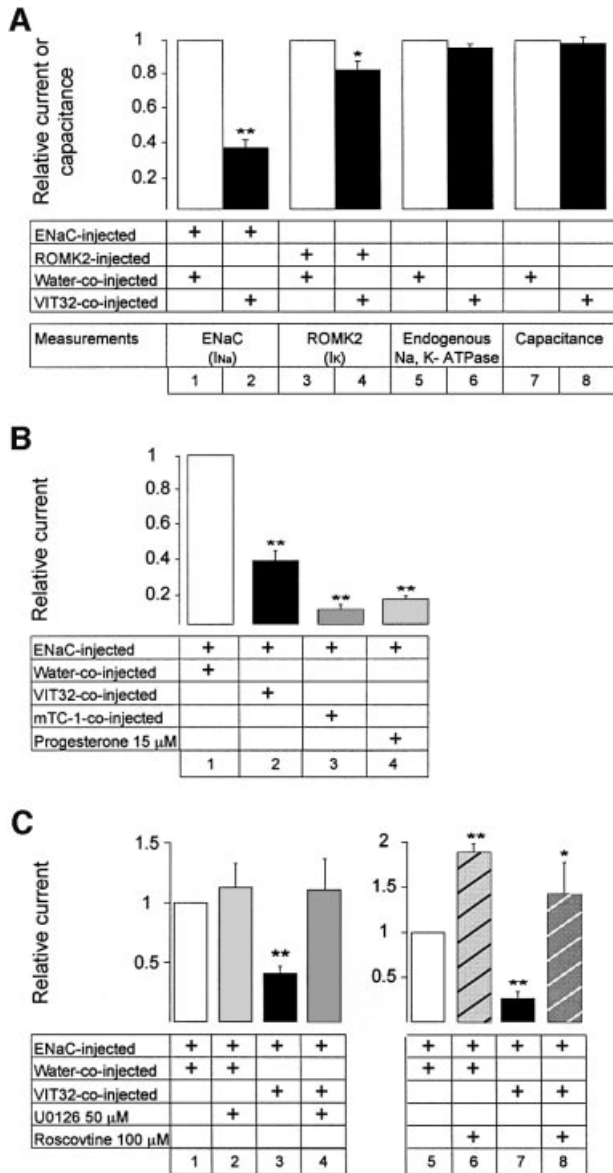 A
Relative current or
capacitance
1
0.8
0.6
0.4
0.2
**
*
ENaC-injected + +
ROMK2-injected + +
Water-co-injected + + + +
VIT32-co-injected + + + +
Measurements ENaC (INa) ROMK2 (IK) Endogenous Na, K- ATPase Capacitance
1 2 3 4 5 6 7 8
B
Relative current
1
0.8
0.6
0.4
0.2
** ** **
ENaC-injected + + + +
Water-co-injected +
VIT32-co-injected +
mTC-1-co-injected +
Progesterone 15 μM +
1 2 3 4
C
Relative current
1.5
1
0.5
**
2
1.5
1
0.5
** ** *
ENaC-injected + + + + + + + +
Water-co-injected + + + +
VIT32-co-injected + + + +
U0126 50 μM + +
Roscovtine 100 μM + +
1 2 3 4 5 6 7 8